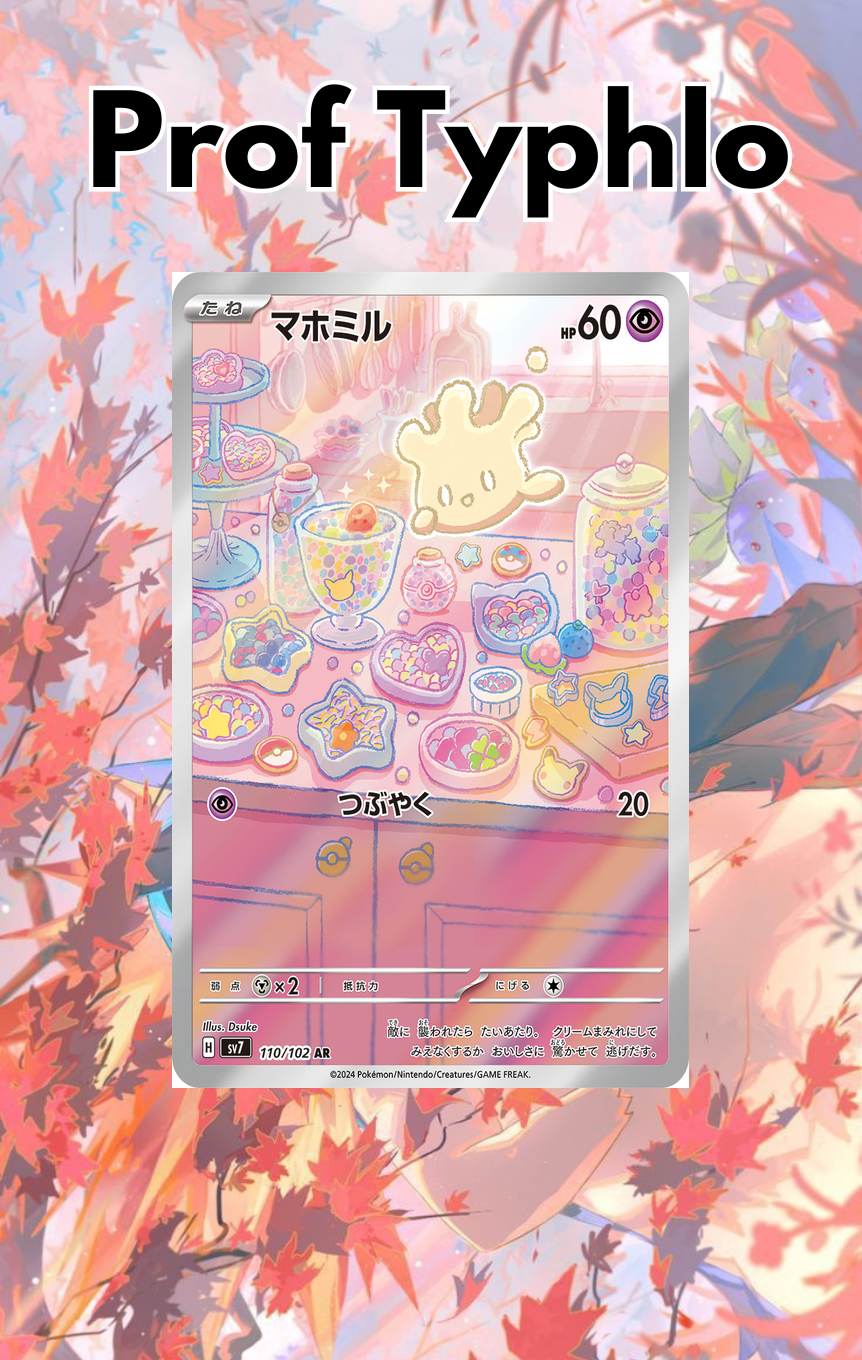 Prof Typhlo
たね
マホミル
HP60
つぶやく 20
弱点 ×2 抵抗力 にげる
Illus. Dsuke
敵に 襲われたら たいあたり。 クリームまみれにして
みえなくするか おいしさに 驚かせて 逃げだす。
H sv7 110/102 AR
©2024 Pokémon/Nintendo/Creatures/GAME FREAK.